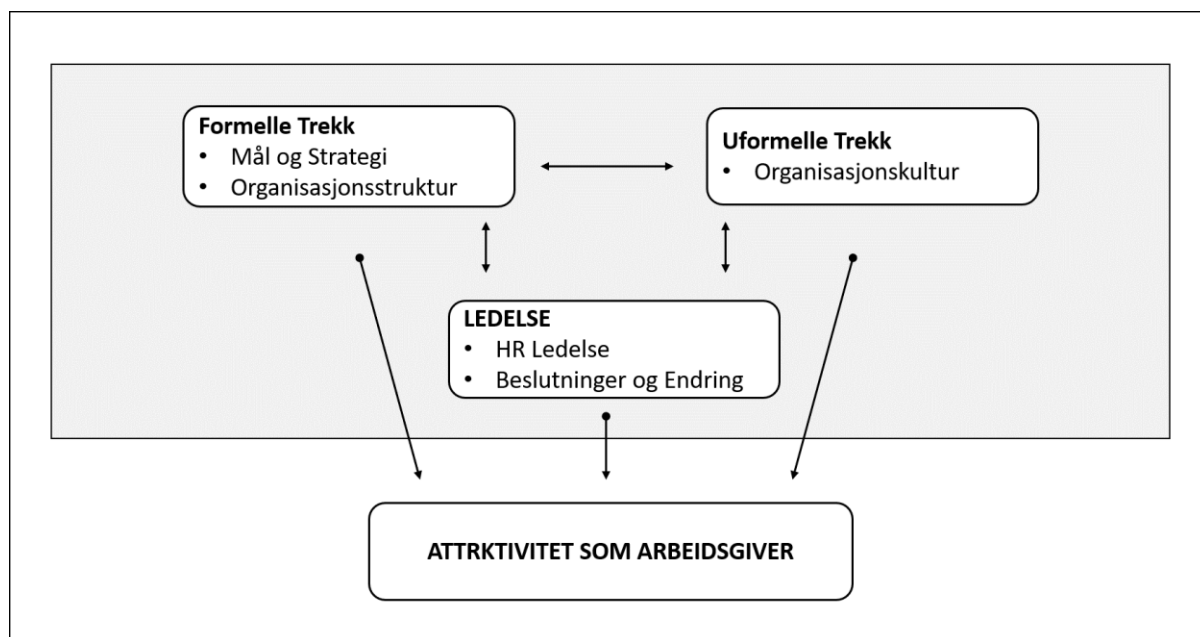 Formelle Trekk
• Mål og Strategi
• Organisasjonsstruktur
Uformelle Trekk
• Organisasjonskultur
LEDELSE
• HR Ledelse
• Beslutninger og Endring
ATTRKTIVITET SOM ARBEIDSGIVER